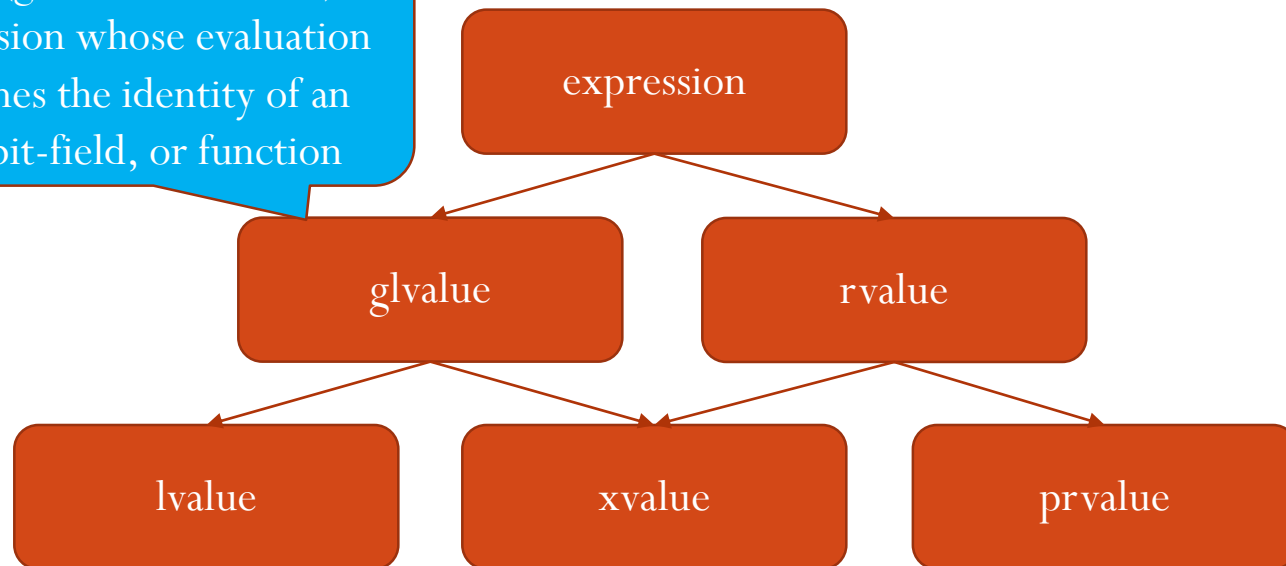 sion whose evaluation
nes the identity of an
bit-field, or function
expression
glvalue
rvalue
lvalue
xvalue
prvalue